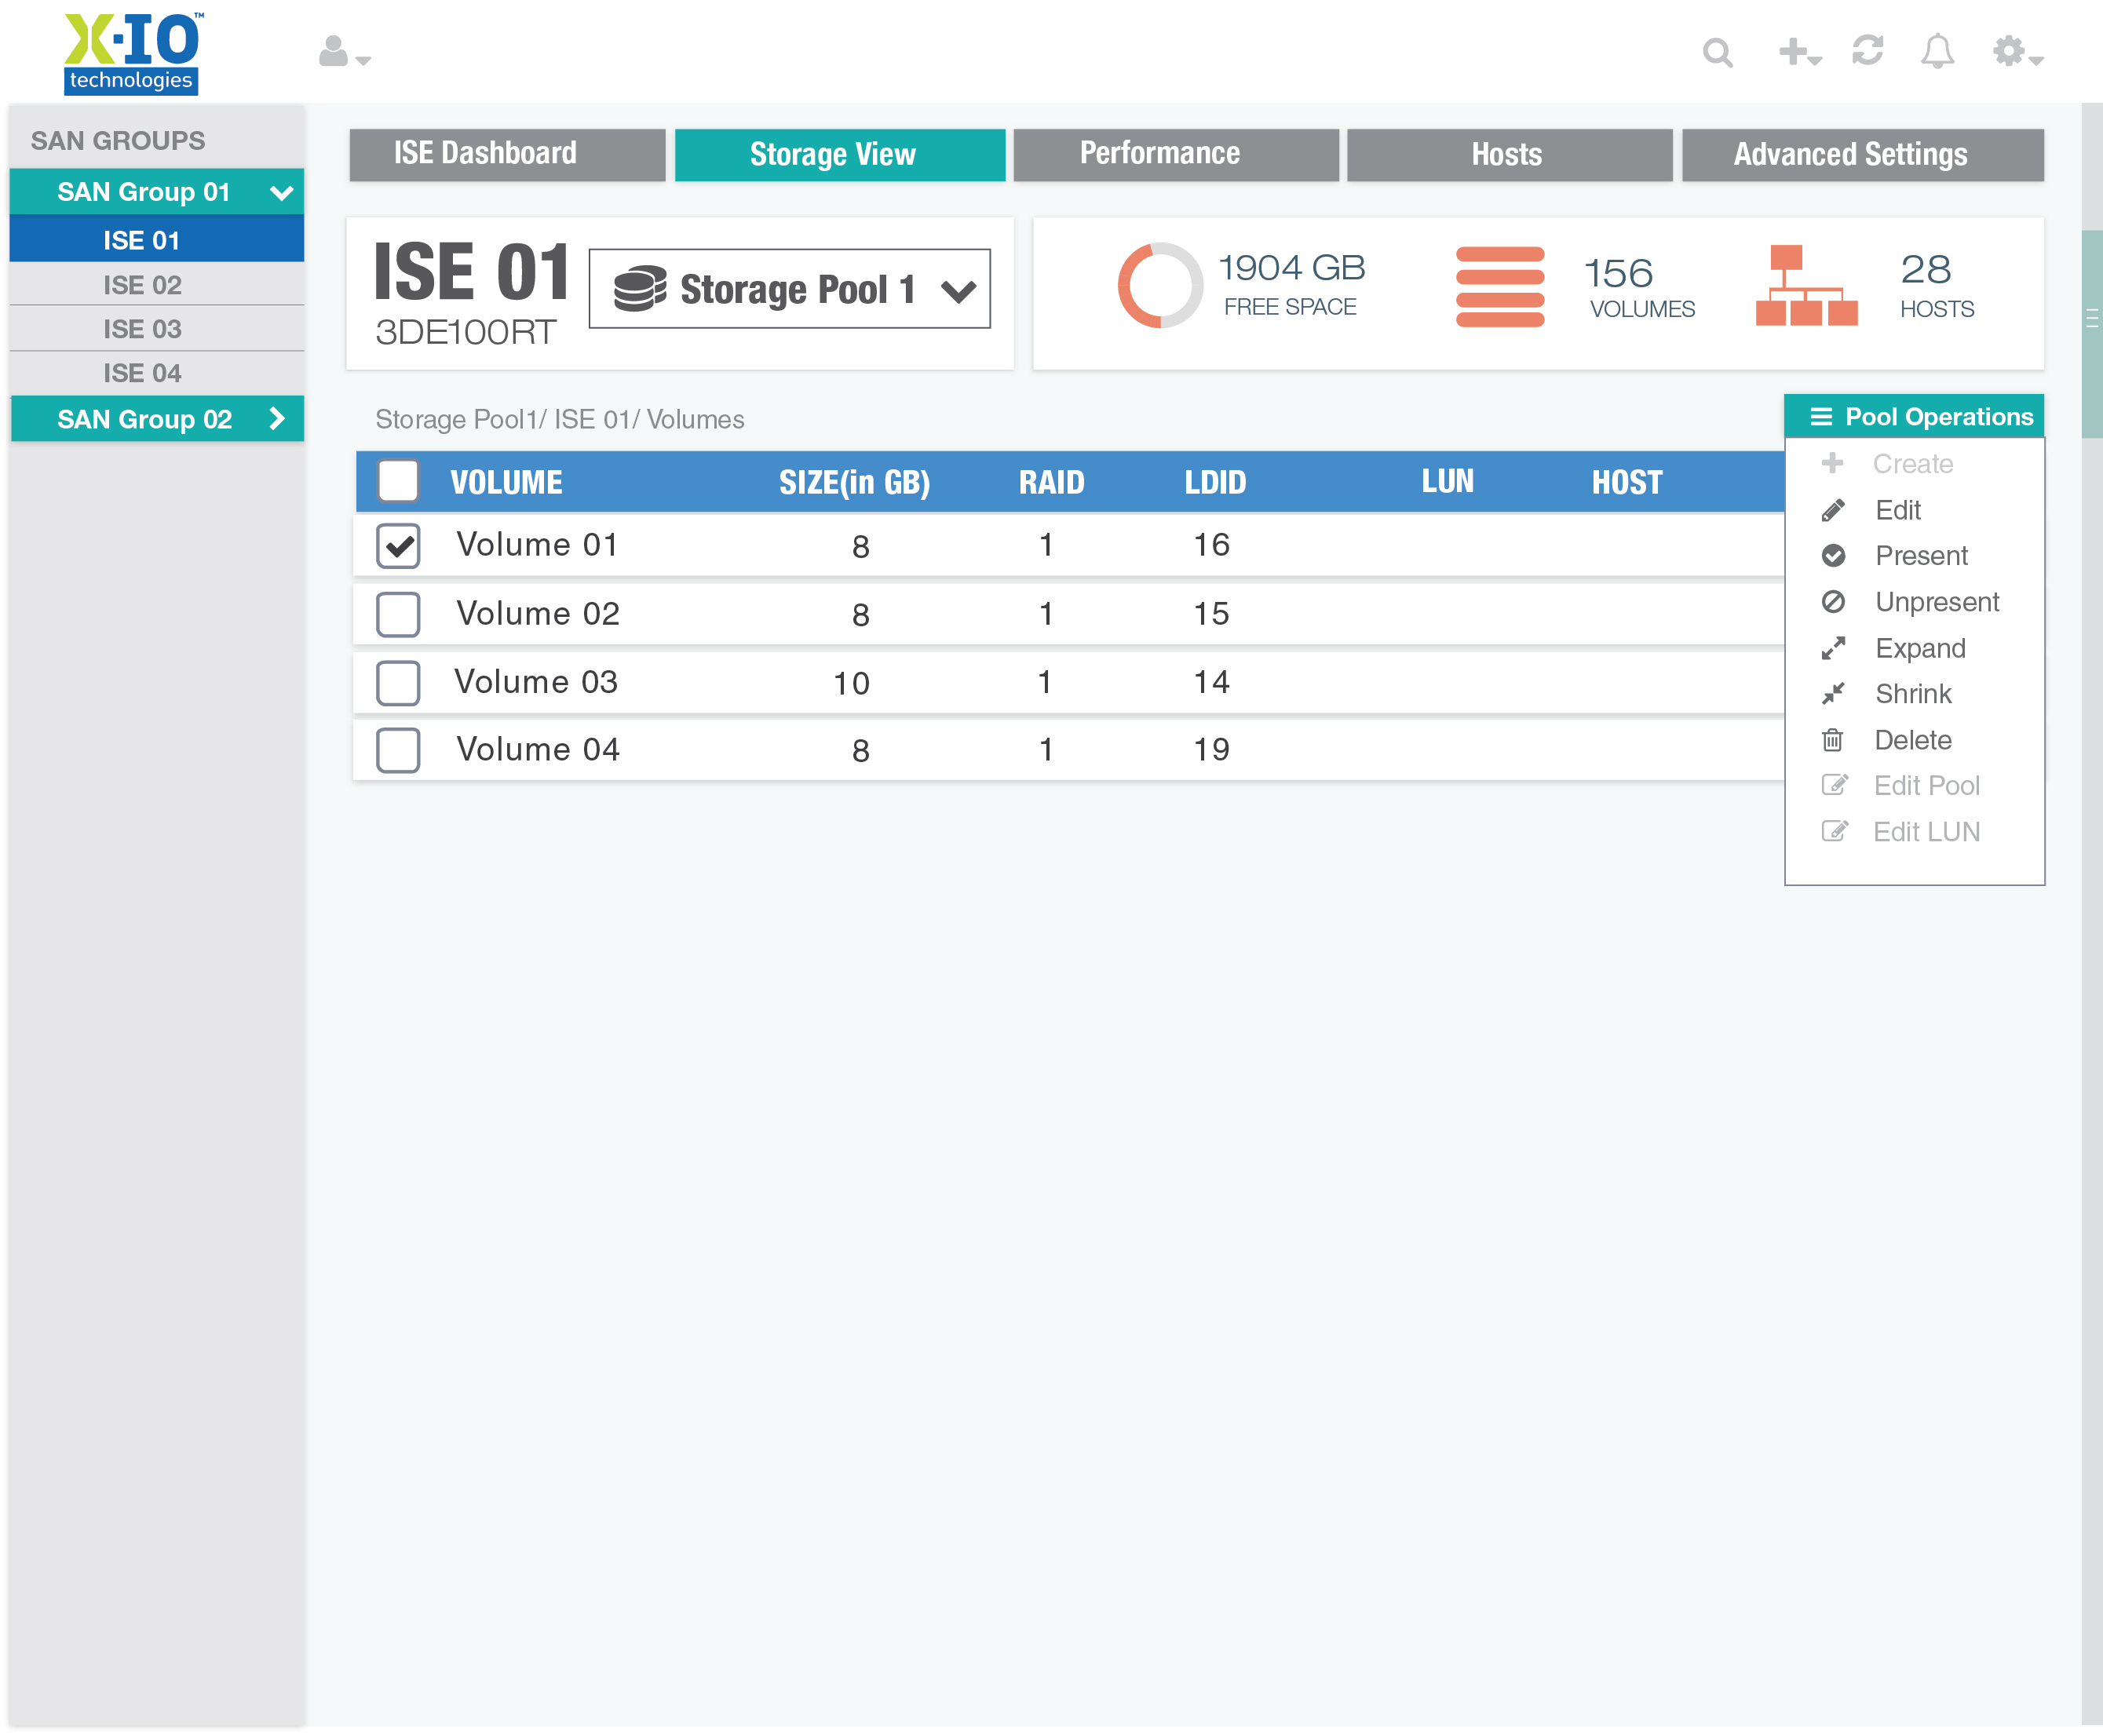 X-IO™
technologies
SAN GROUPS
SAN Group 01
ISE 01
ISE 02
ISE 03
ISE 04
SAN Group 02
ISE Dashboard
Storage View
Performance
Hosts
Advanced Settings
ISE 01
3DE100RT
Storage Pool 1
1904 GB
FREE SPACE
156
VOLUMES
28
HOSTS
Storage Pool1/ ISE 01/ Volumes
VOLUME SIZE(in GB) RAID LDID LUN HOST
Volume 01 8 1 16
Volume 02 8 1 15
Volume 03 10 1 14
Volume 04 8 1 19
Pool Operations
Create
Edit
Present
Unpresent
Expand
Shrink
Delete
Edit Pool
Edit LUN